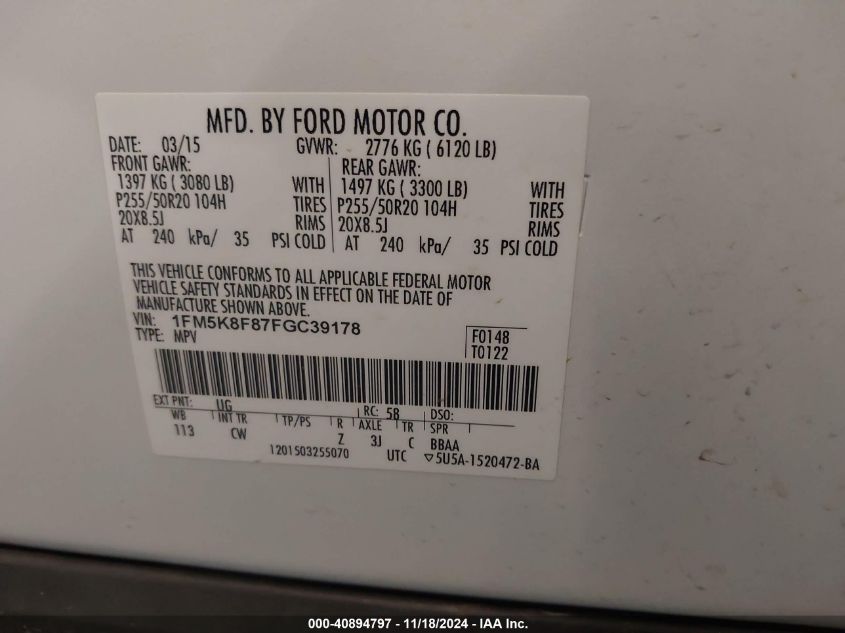 MFD. BY FORD MOTOR CO.
DATE: 03/15 GVWR: 2776 KG ( 6120 LB)
FRONT GAWR: REAR GAWR:
1397 KG ( 3080 LB) WITH 1497 KG ( 3300 LB) WITH
P255/50R20 104H TIRES P255/50R20 104H TIRES
20X8.5J RIMS 20X8.5J RIMS
AT 240 kPa/ 35 PSI COLD AT 240 kPa/ 35 PSI COLD
THIS VEHICLE CONFORMS TO ALL APPLICABLE FEDERAL MOTOR
VEHICLE SAFETY STANDARDS IN EFFECT ON THE DATE OF
MANUFACTURE SHOWN ABOVE.
VIN: 1FM5K8F87FGC39178 F0148
TYPE: MPV T0122
EXT PNT: UG RC: 58 DSO:
WB INT TR TP/PS R AXLE TR SPR
113 CW Z 3J C BBAA
1201503255070 UTC ▽5U5A-1520472-BA
000-40894797 - 11/18/2024 - IAA Inc.